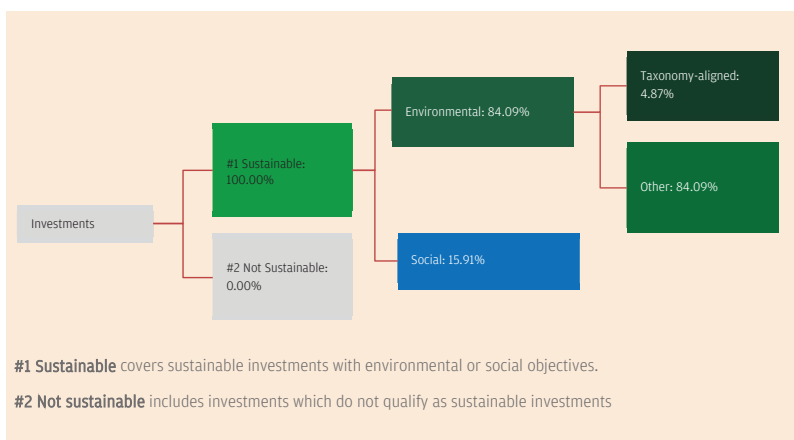 Investments
#1 Sustainable:
100.00%
#2 Not Sustainable:
0.00%
Environmental: 84.09%
Social: 15.91%
Taxonomy-aligned:
4.87%
Other: 84.09%
#1 Sustainable covers sustainable investments with environmental or social objectives.
#2 Not sustainable includes investments which do not qualify as sustainable investments